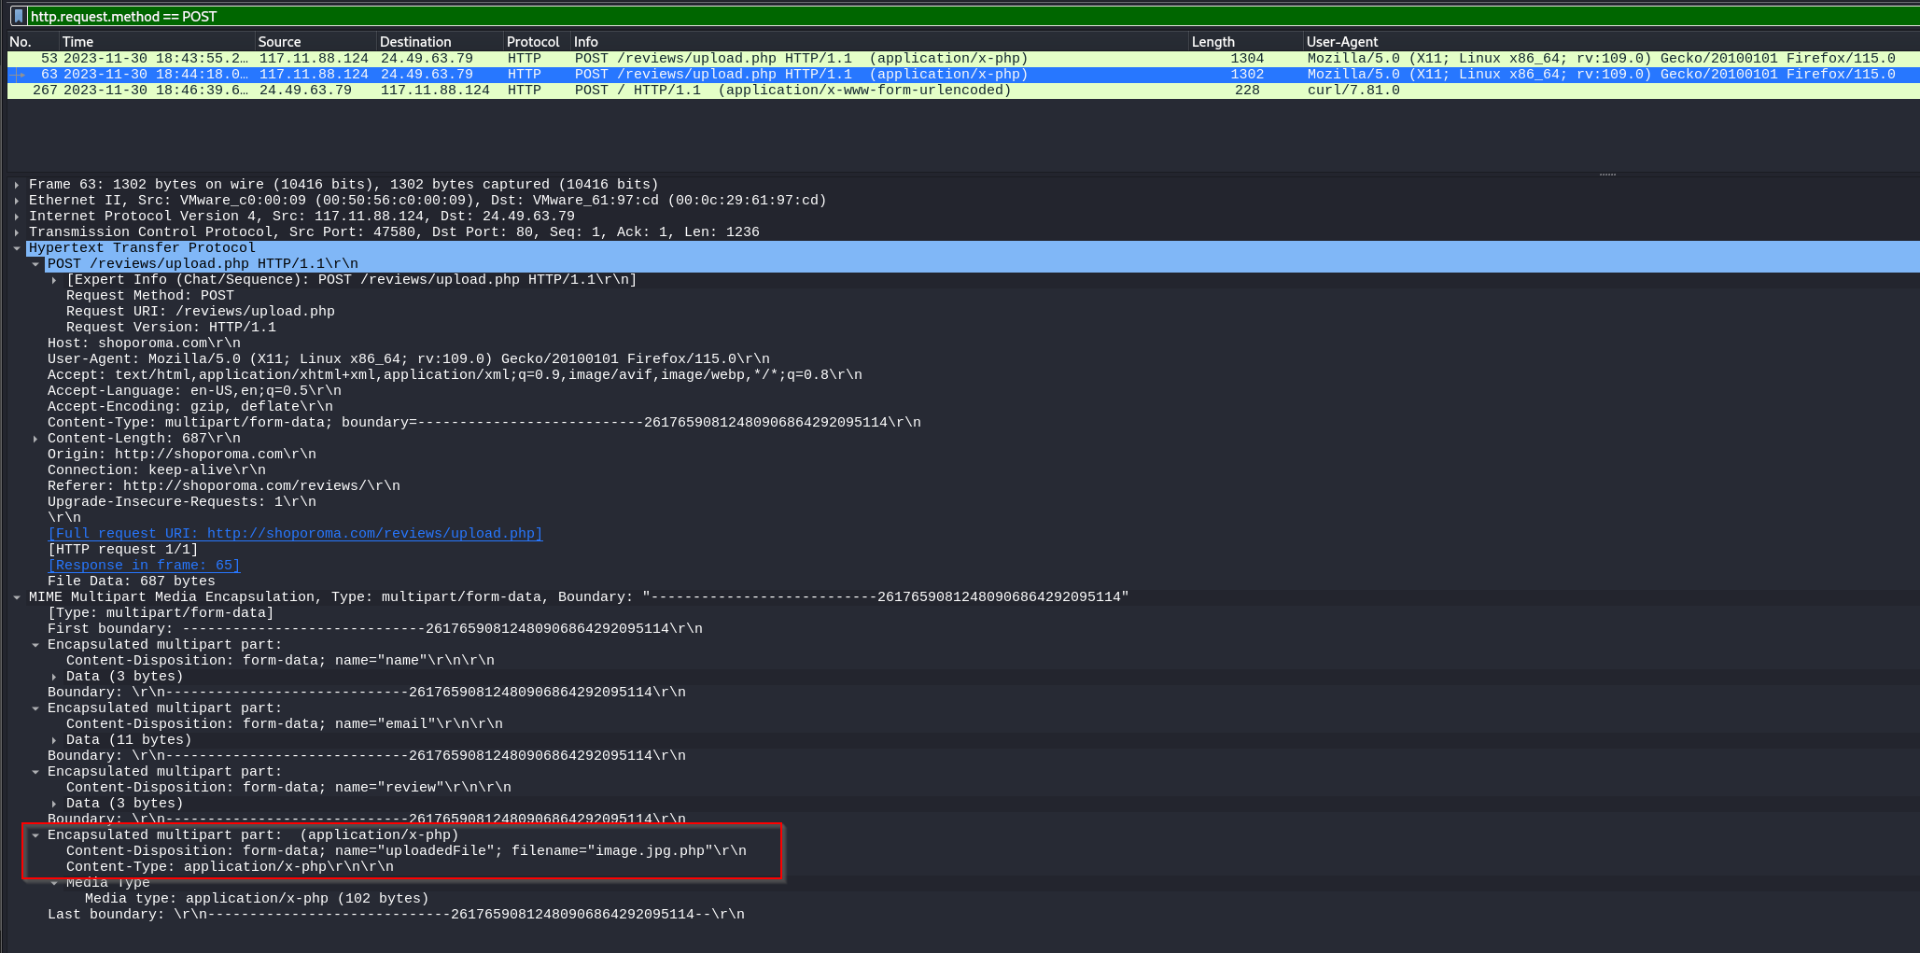 http.request.method == POST
No. Time Source Destination Protocol Info Length User-Agent
53 2023-11-30 18:43:55.2… 117.11.88.124 24.49.63.79 HTTP POST /reviews/upload.php HTTP/1.1  (application/x-php) 1304 Mozilla/5.0 (X11; Linux x86_64; rv:109.0) Gecko/20100101 Firefox/115.0
63 2023-11-30 18:44:18.0… 117.11.88.124 24.49.63.79 HTTP POST /reviews/upload.php HTTP/1.1  (application/x-php) 1302 Mozilla/5.0 (X11; Linux x86_64; rv:109.0) Gecko/20100101 Firefox/115.0
267 2023-11-30 18:46:39.6… 24.49.63.79 117.11.88.124 HTTP POST / HTTP/1.1  (application/x-www-form-urlencoded) 228 curl/7.81.0
Frame 63: 1302 bytes on wire (10416 bits), 1302 bytes captured (10416 bits)
Ethernet II, Src: VMware_c0:00:09 (00:50:56:c0:00:09), Dst: VMware_61:97:cd (00:0c:29:61:97:cd)
Internet Protocol Version 4, Src: 117.11.88.124, Dst: 24.49.63.79
Transmission Control Protocol, Src Port: 47580, Dst Port: 80, Seq: 1, Ack: 1, Len: 1236
Hypertext Transfer Protocol
POST /reviews/upload.php HTTP/1.1\r\n
[Expert Info (Chat/Sequence): POST /reviews/upload.php HTTP/1.1\r\n]
Request Method: POST
Request URI: /reviews/upload.php
Request Version: HTTP/1.1
Host: shoporoma.com\r\n
User-Agent: Mozilla/5.0 (X11; Linux x86_64; rv:109.0) Gecko/20100101 Firefox/115.0\r\n
Accept: text/html,application/xhtml+xml,application/xml;q=0.9,image/avif,image/webp,*/*;q=0.8\r\n
Accept-Language: en-US,en;q=0.5\r\n
Accept-Encoding: gzip, deflate\r\n
Content-Type: multipart/form-data; boundary=---------------------------26176590812480906864292095114\r\n
Content-Length: 687\r\n
Origin: http://shoporoma.com\r\n
Connection: keep-alive\r\n
Referer: http://shoporoma.com/reviews/\r\n
Upgrade-Insecure-Requests: 1\r\n
\r\n
[Full request URI: http://shoporoma.com/reviews/upload.php]
[HTTP request 1/1]
[Response in frame: 65]
File Data: 687 bytes
MIME Multipart Media Encapsulation, Type: multipart/form-data, Boundary: "---------------------------26176590812480906864292095114"
[Type: multipart/form-data]
First boundary: -----------------------------26176590812480906864292095114\r\n
Encapsulated multipart part:
Content-Disposition: form-data; name="name"\r\n\r\n
Data (3 bytes)
Boundary: \r\n-----------------------------26176590812480906864292095114\r\n
Encapsulated multipart part:
Content-Disposition: form-data; name="email"\r\n\r\n
Data (11 bytes)
Boundary: \r\n-----------------------------26176590812480906864292095114\r\n
Encapsulated multipart part:
Content-Disposition: form-data; name="review"\r\n\r\n
Data (3 bytes)
Boundary: \r\n-----------------------------26176590812480906864292095114\r\n
Encapsulated multipart part:  (application/x-php)
Content-Disposition: form-data; name="uploadedFile"; filename="image.jpg.php"\r\n
Content-Type: application/x-php\r\n\r\n
Media Type
Media type: application/x-php (102 bytes)
Last boundary: \r\n-----------------------------26176590812480906864292095114--\r\n